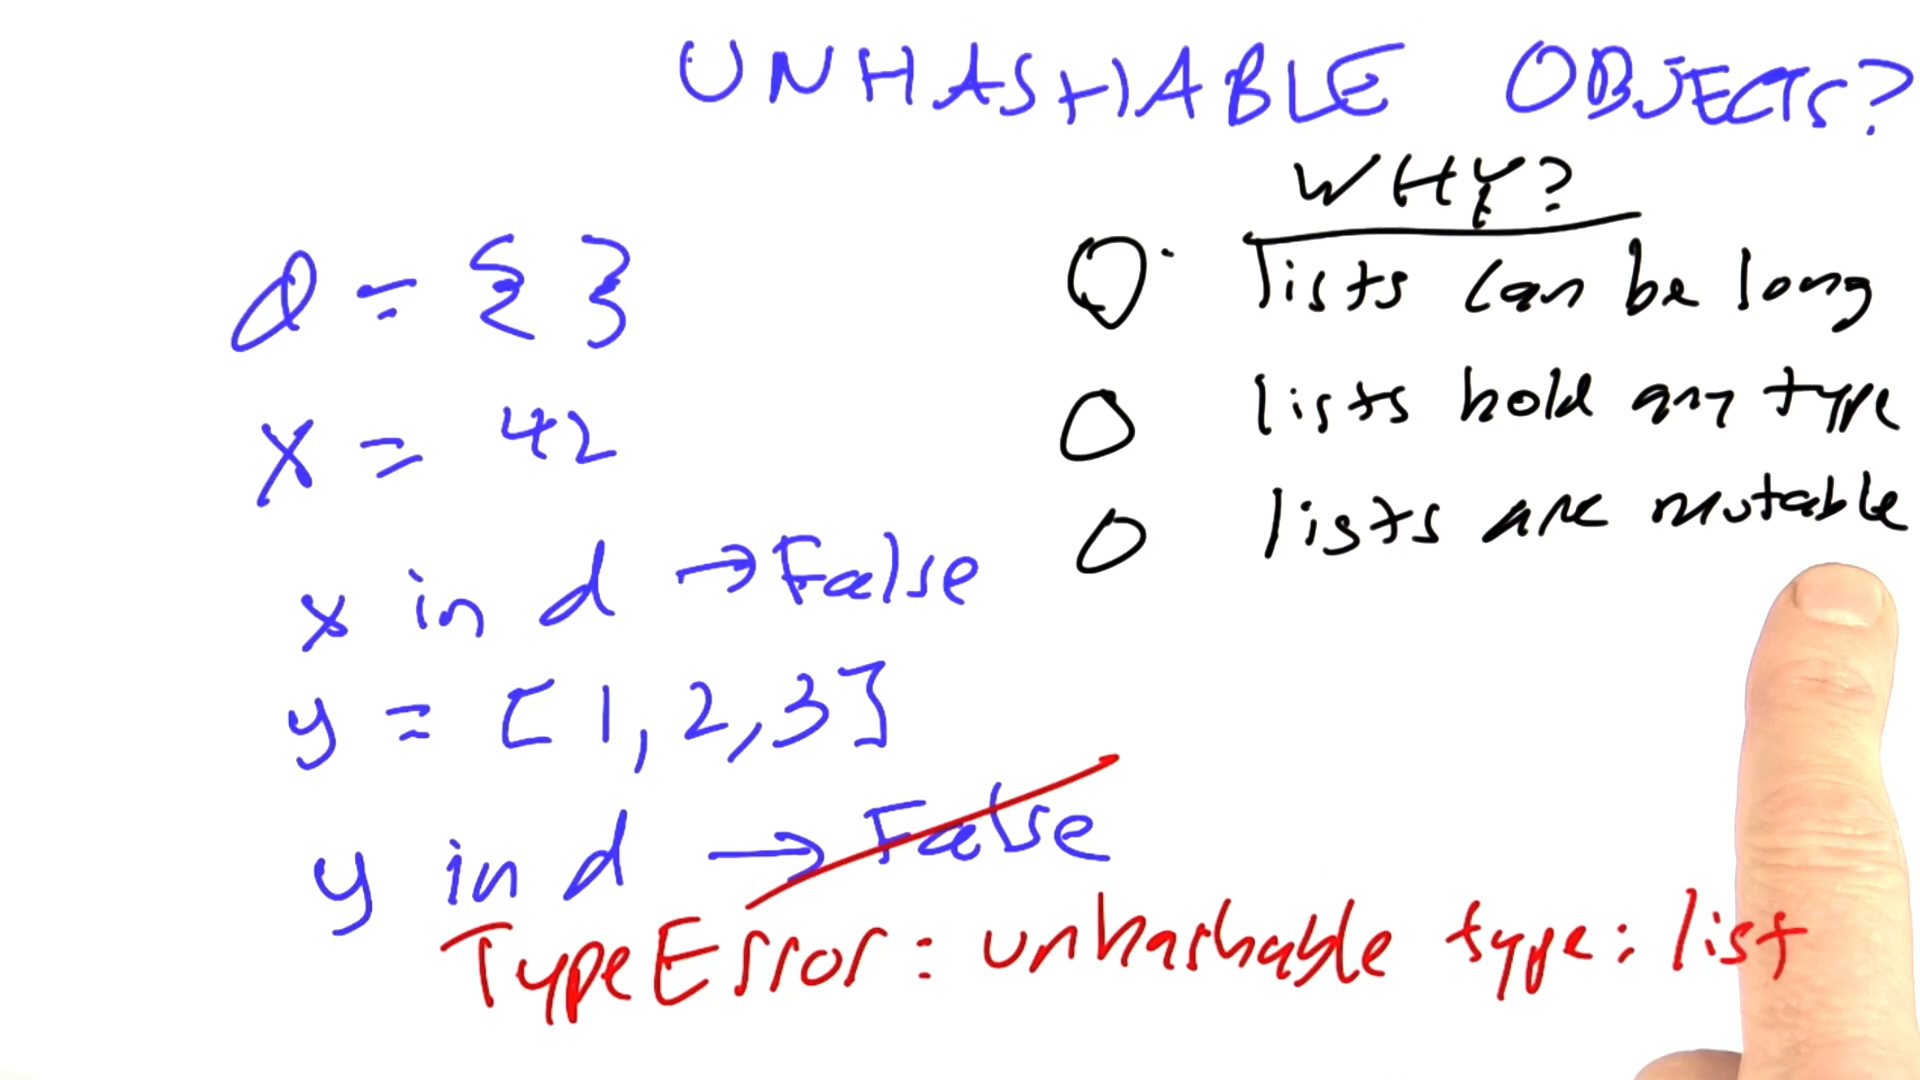 UNHASHABLE OBJECTS?
d = { }
x = 42
x in d → False
y = [1, 2, 3]
y in d → False
TypeError: unhashable type: list
WHY?
lists can be long
lists hold any type
lists are mutable